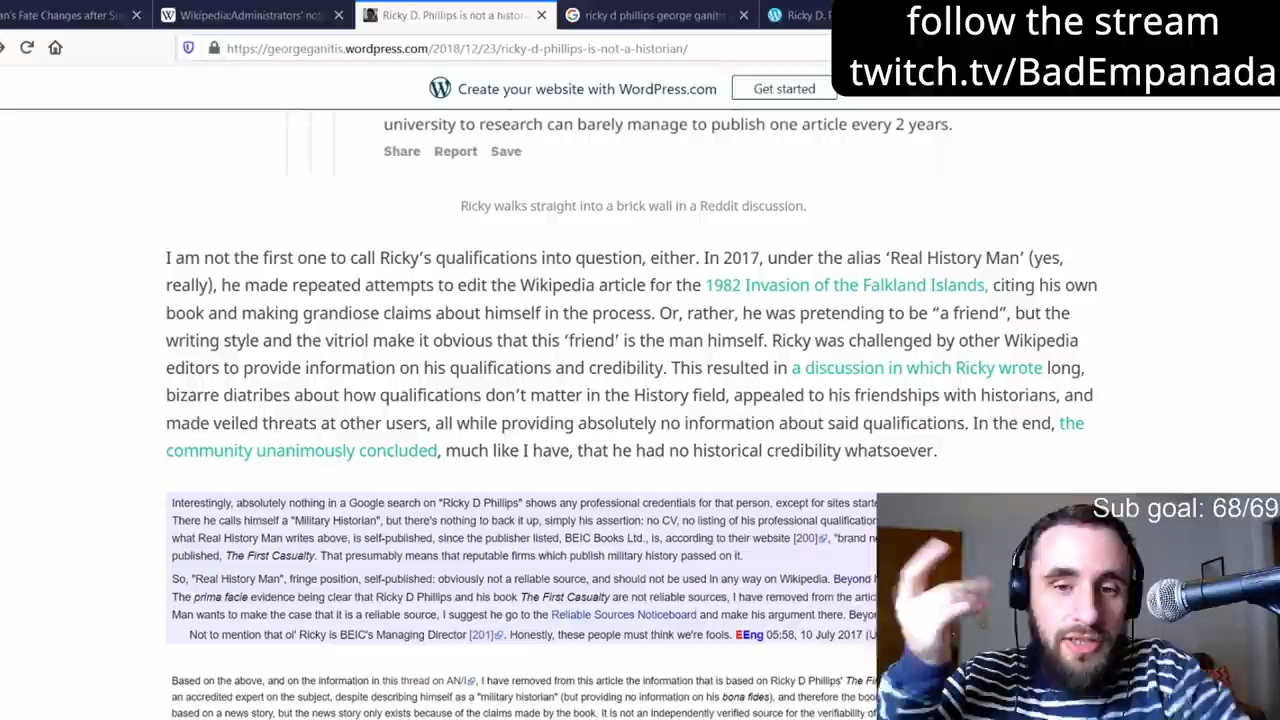 an's Fate Changes after Su
Wikipedia:Administrators' noti
Ricky D. Phillips is not a histor
ricky d phillips george ganitis
Ricky D. P
follow the stream
twitch.tv/BadEmpanada
https://georgeganitis.wordpress.com/2018/12/23/ricky-d-phillips-is-not-a-historian/
Create your website with WordPress.com
Get started
university to research can barely manage to publish one article every 2 years.
Share Report Save
Ricky walks straight into a brick wall in a Reddit discussion.
I am not the first one to call Ricky's qualifications into question, either. In 2017, under the alias 'Real History Man' (yes,
really), he made repeated attempts to edit the Wikipedia article for the 1982 Invasion of the Falkland Islands, citing his own
book and making grandiose claims about himself in the process. Or, rather, he was pretending to be “a friend”, but the
writing style and the vitriol make it obvious that this 'friend' is the man himself. Ricky was challenged by other Wikipedia
editors to provide information on his qualifications and credibility. This resulted in a discussion in which Ricky wrote long,
bizarre diatribes about how qualifications don't matter in the History field, appealed to his friendships with historians, and
made veiled threats at other users, all while providing absolutely no information about said qualifications. In the end, the
community unanimously concluded, much like I have, that he had no historical credibility whatsoever.
Interestingly, absolutely nothing in a Google search on "Ricky D Phillips" shows any professional credentials for that person, except for sites starte
There he calls himself a "Military Historian", but there's nothing to back it up, simply his assertion: no CV, no listing of his professional qualification
what Real History Man writes above, is self-published, since the publisher listed, BEIC Books Ltd., is, according to their website [200], "brand n
published, The First Casualty. That presumably means that reputable firms which publish military history passed on it.
So, "Real History Man", fringe position, self-published: obviously not a reliable source, and should not be used in any way on Wikipedia. Beyond
The prima facie evidence being clear that Ricky D Phillips and his book The First Casualty are not reliable sources, I have removed from the artic
Man wants to make the case that it is a reliable source, I suggest he go to the Reliable Sources Noticeboard and make his argument there. Beyo
Not to mention that ol' Ricky is BEIC's Managing Director [201]. Honestly, these people must think we're fools. EEng 05:58, 10 July 2017 (U
Based on the above, and on the information in this thread on AN/I, I have removed from this article the information that is based on Ricky D Phillips' The Fi
an accredited expert on the subject, despite describing himself as a "military historian" (but providing no information on his bona fides), and therefore the boo
based on a news story, but the news story only exists because of the claims made by the book. It is not an independently verified source for the verifiability of
Sub goal: 68/69